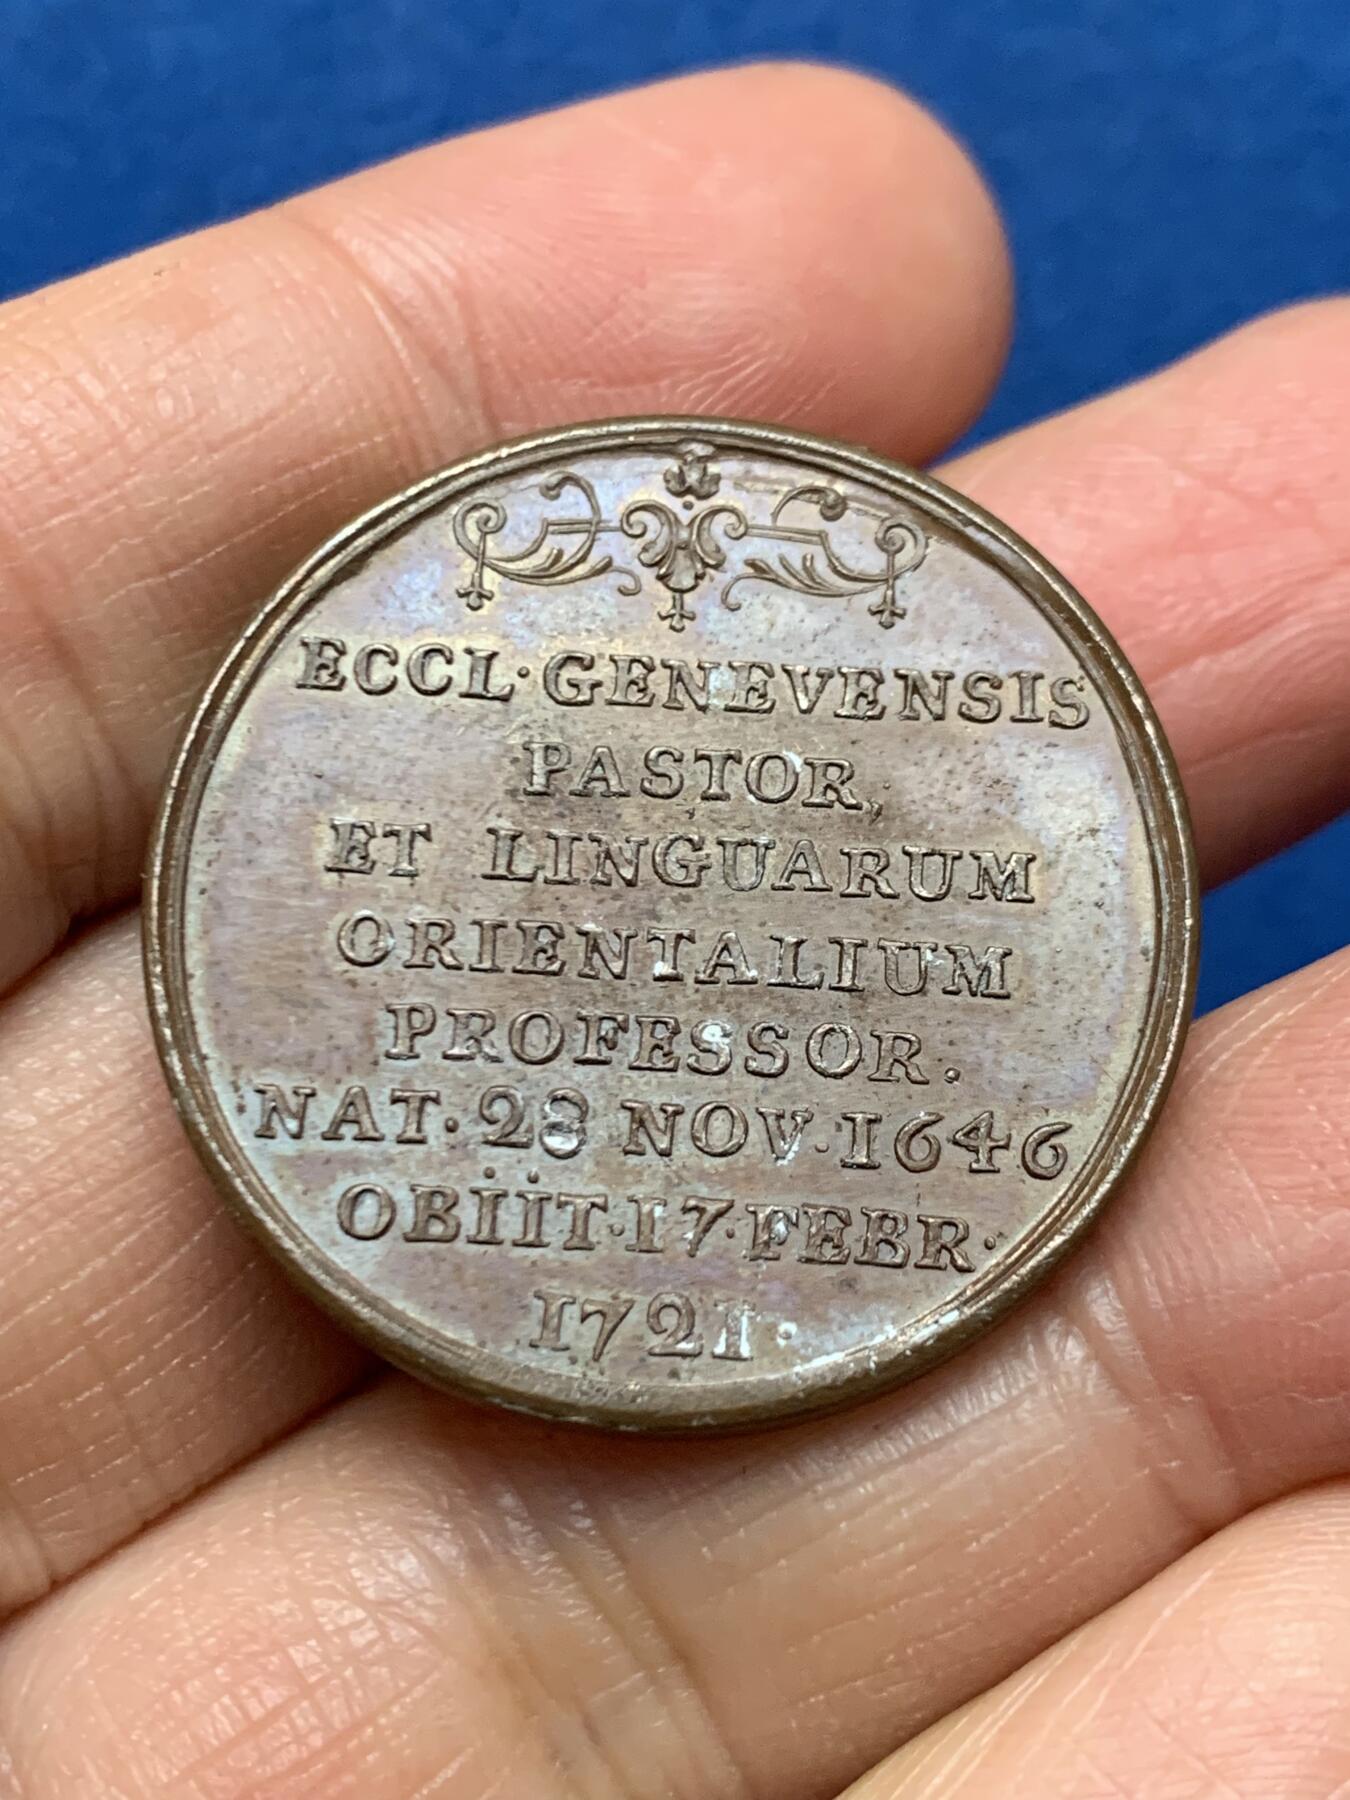 ECCL·GENEVENSIS
PASTOR,
ET LINGUARUM
ORIENTALIUM
PROFESSOR.
NAT·28 NOV·1646
OBIIT·17·FEBR·
1721·